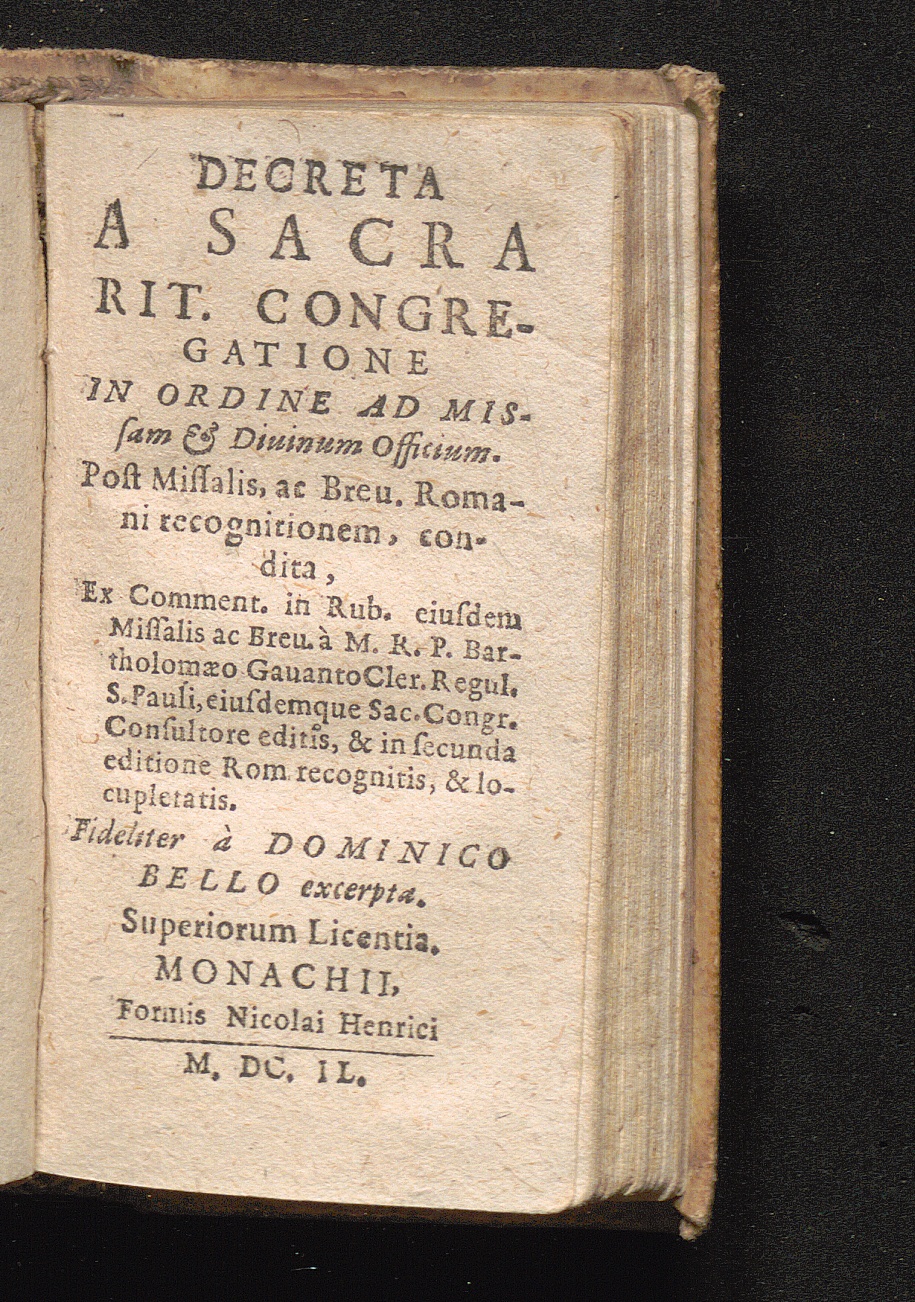 DECRETA
A SACRA
RIT. CONGRE-
GATIONE
IN ORDINE AD MIS-
ſam & Diuinum Officium.
Poſt Miſſalis, ac Breu. Roma-
ni recognitionem, con-
dita,
Ex Comment. in Rub. eiuſdem
Miſſalis ac Breu. à M. R. P. Bar-
tholomæo Gauanto Cler. Regul.
S. Pauli, eiuſdemque Sac. Congr.
Conſultore editis, & in ſecunda
editione Rom recognitis, & lo-
cupletatis.
Fideliter à DOMINICO
BELLO excerpta.
Superiorum Licentia.
MONACHII,
Formis Nicolai Henrici
M. DC. IL.